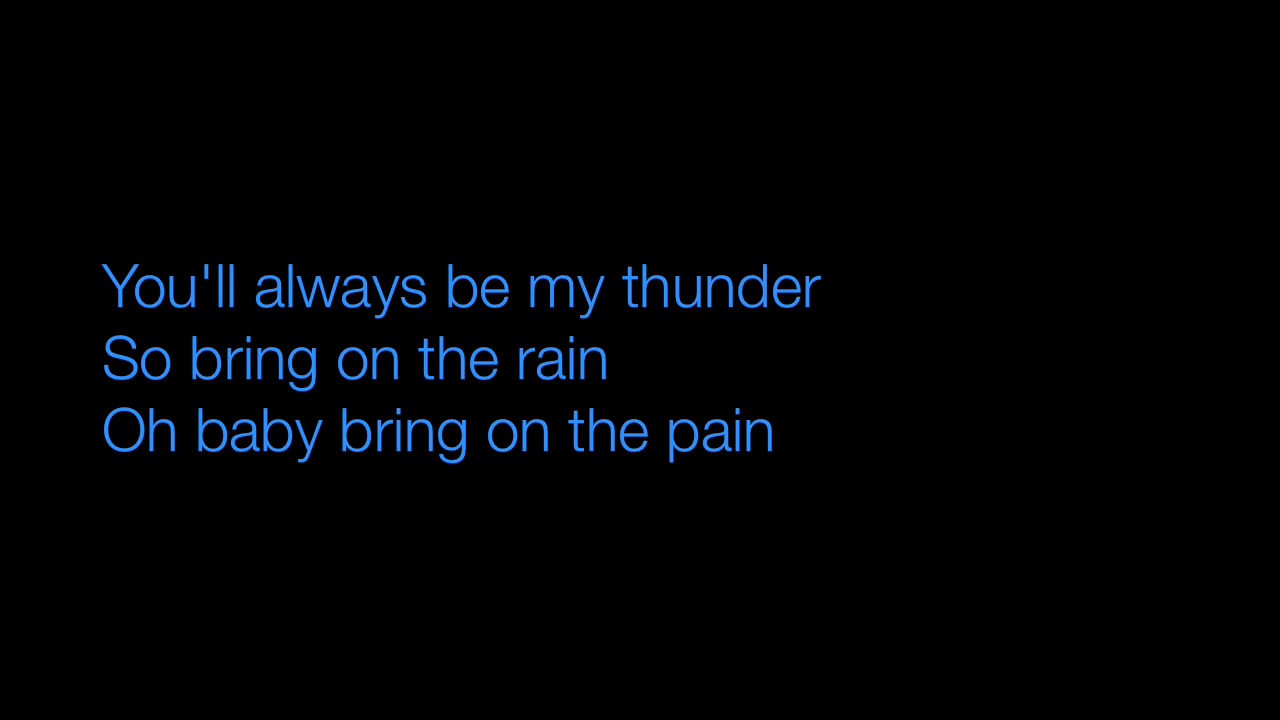 You'll always be my thunder
So bring on the rain
Oh baby bring on the pain